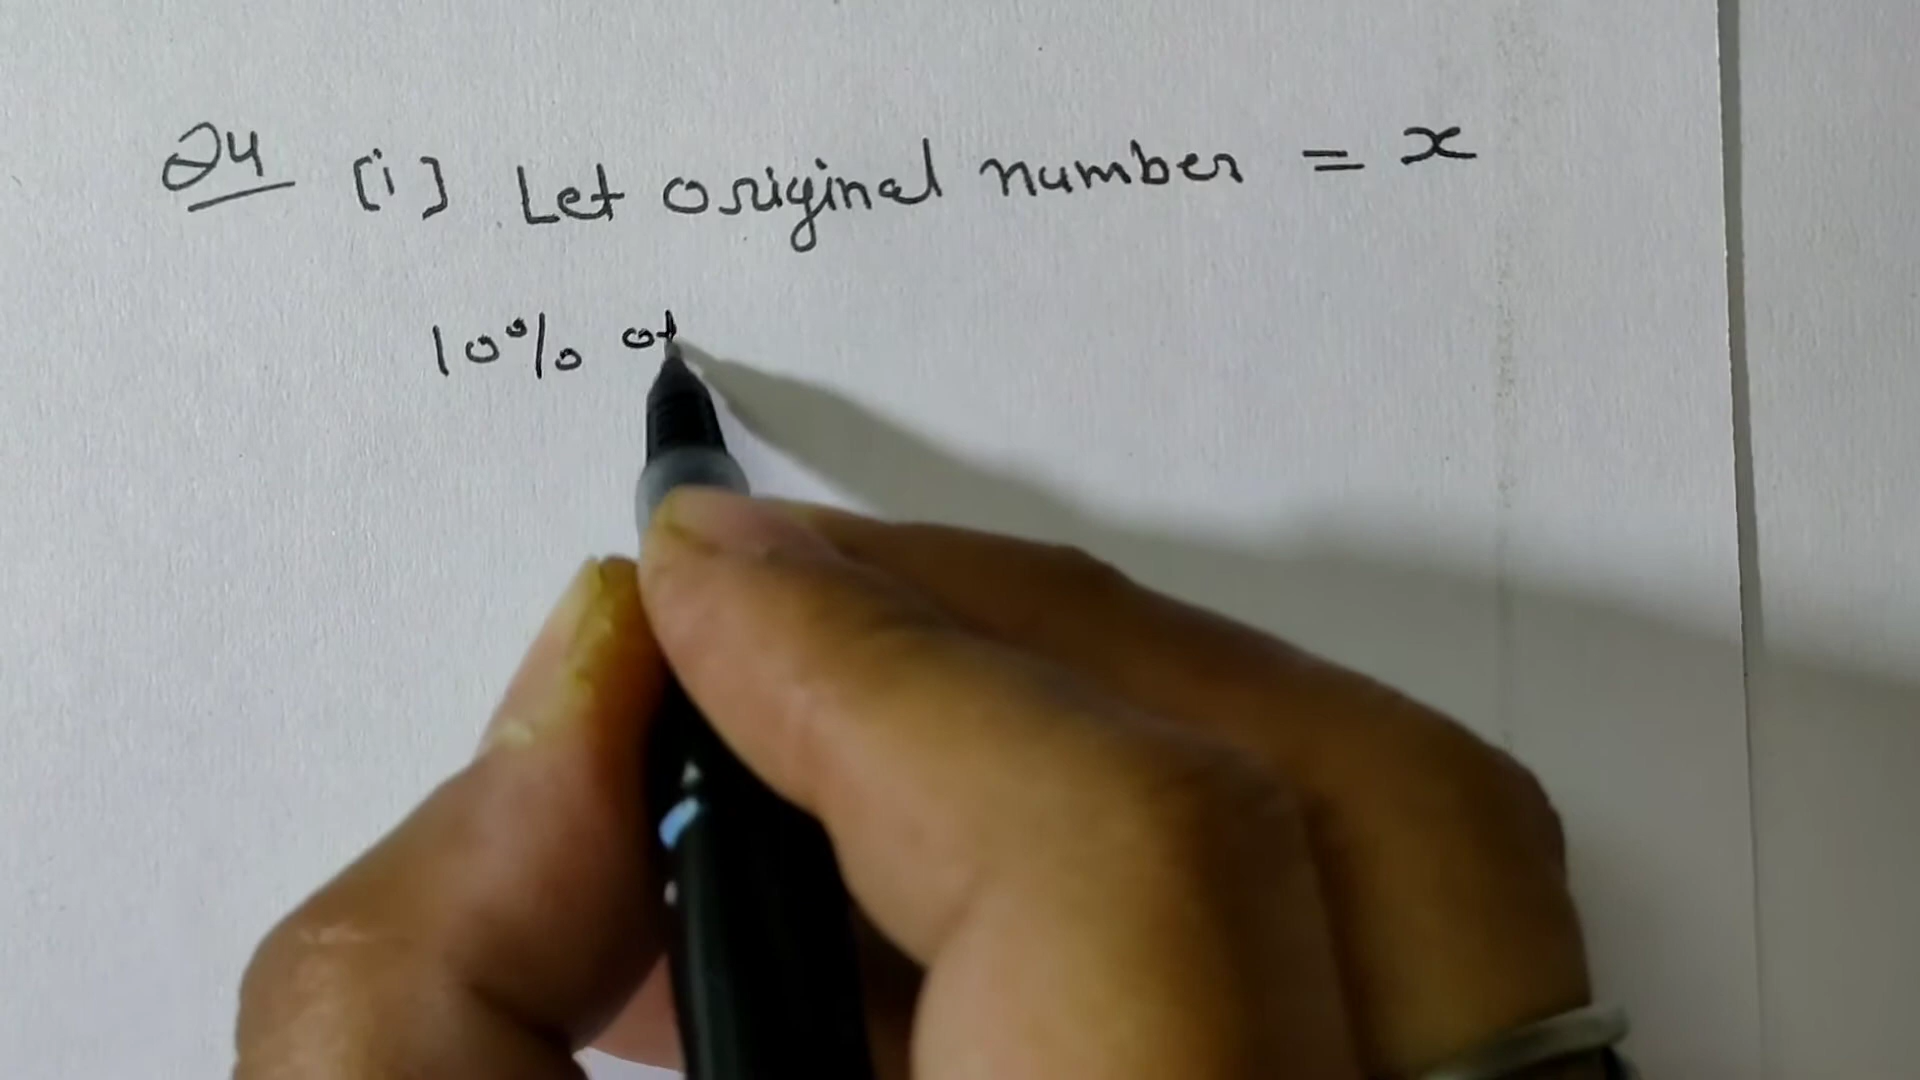 Q4 [i] Let original number = x
10% of